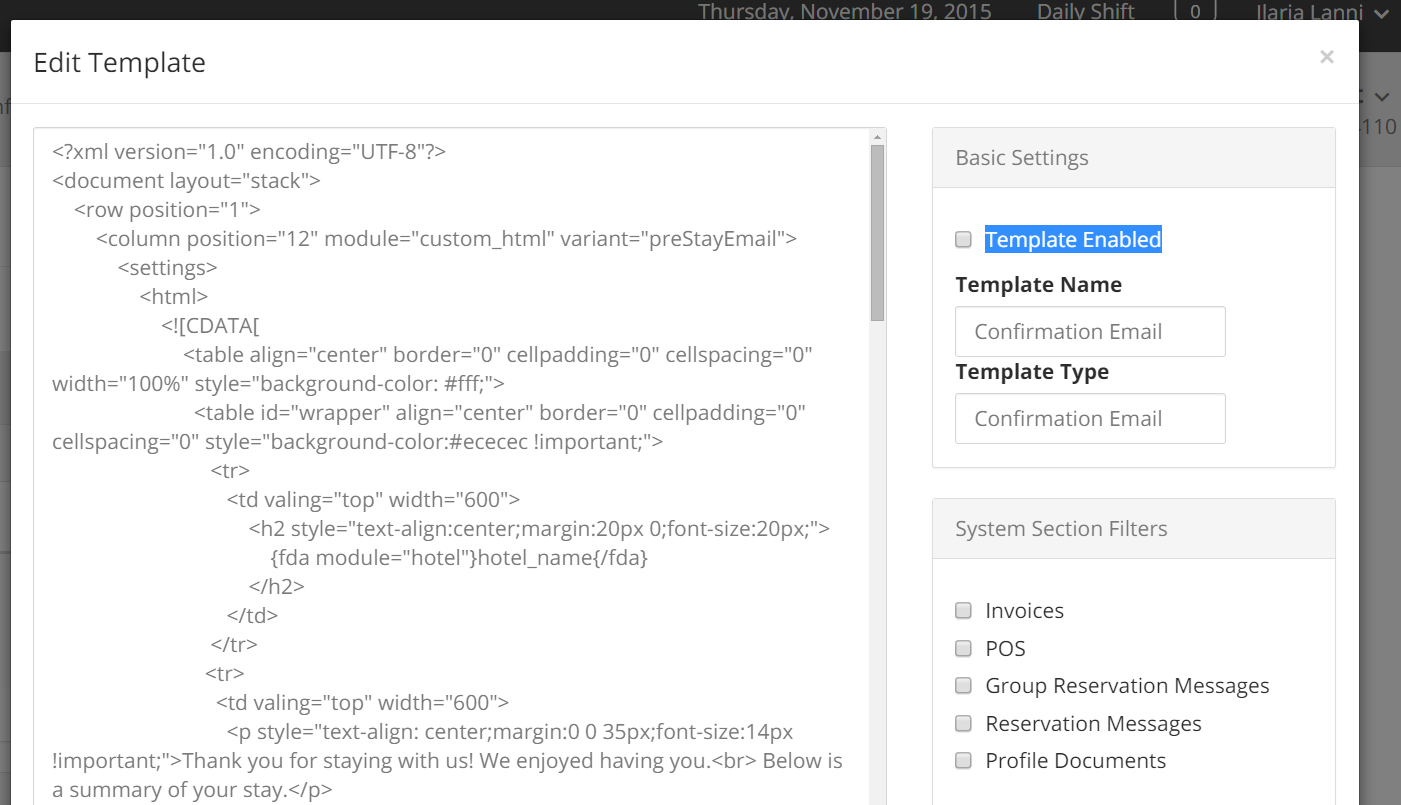 Thursday, November 19, 2015 Daily Shift 0 Ilaria Lanni
Edit Template ×
110
<?xml version="1.0" encoding="UTF-8"?>
<document layout="stack">
<row position="1">
<column position="12" module="custom_html" variant="preStayEmail">
<settings>
<html>
<![CDATA[
<table align="center" border="0" cellpadding="0" cellspacing="0"
width="100%" style="background-color: #fff;">
<table id="wrapper" align="center" border="0" cellpadding="0"
cellspacing="0" style="background-color:#ececec !important;">
<tr>
<td valing="top" width="600">
<h2 style="text-align:center;margin:20px 0;font-size:20px;">
{fda module="hotel"}hotel_name{/fda}
</h2>
</td>
</tr>
<tr>
<td valing="top" width="600">
<p style="text-align: center;margin:0 0 35px;font-size:14px
!important;">Thank you for staying with us! We enjoyed having you.<br> Below is
a summary of your stay.</p>
Basic Settings
Template Enabled
Template Name
Confirmation Email
Template Type
Confirmation Email
System Section Filters
Invoices
POS
Group Reservation Messages
Reservation Messages
Profile Documents